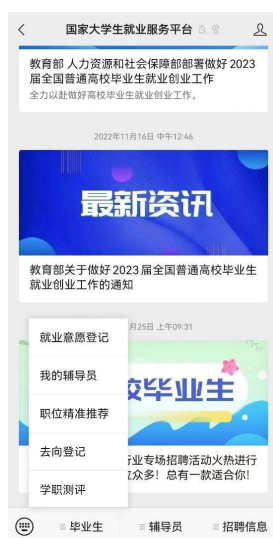 国家大学生就业服务平台
教育部 人力资源和社会保障部部署做好2023
届全国普通高校毕业生就业创业工作
全力以赴做好高校毕业生就业创业工作。
2022年11月16日 中午12:46
最新资讯
教育部关于做好2023届全国普通高校毕业生
就业创业工作的通知
月25日 上午09:31
校毕业生
行业专场招聘活动火热进行
众多！总有一款适合你！
就业意愿登记
我的辅导员
职位精准推荐
去向登记
学职测评
毕业生
辅导员
招聘信息